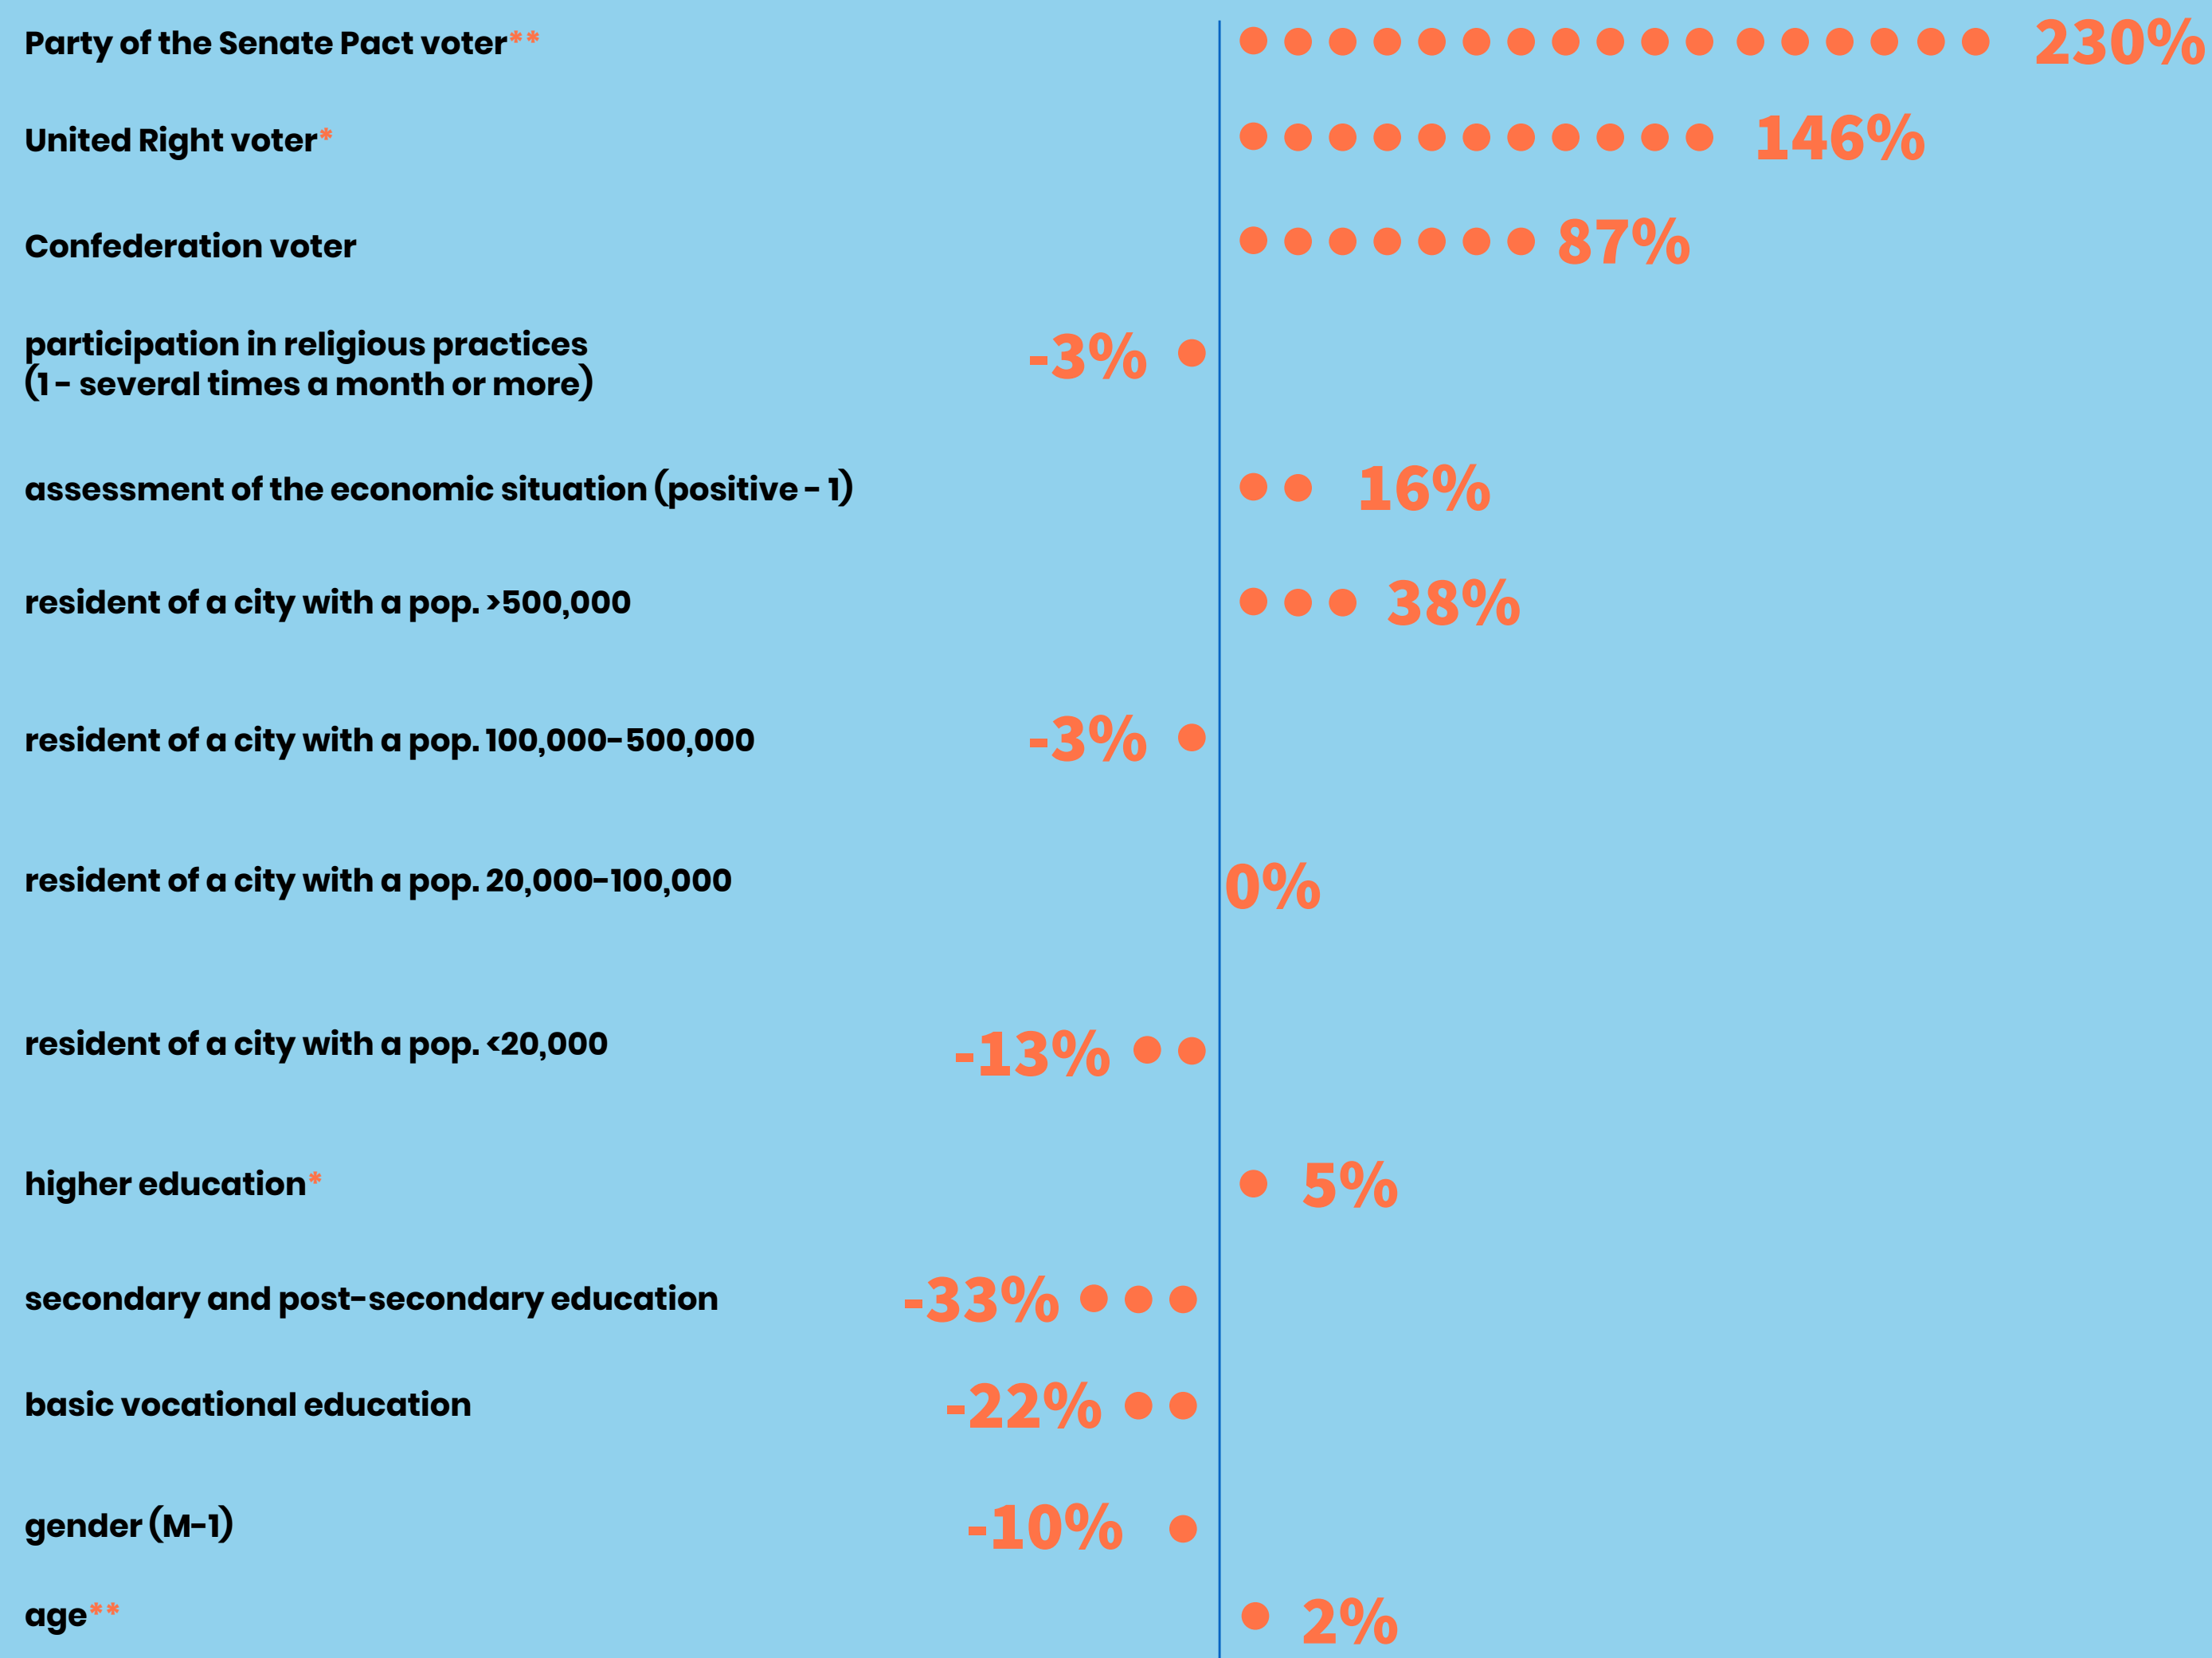 Party of the Senate Pact voter** 230%
United Right voter* 146%
Confederation voter 87%
participation in religious practices
(1 - several times a month or more) -3%
assessment of the economic situation (positive - 1) 16%
resident of a city with a pop. >500,000 38%
resident of a city with a pop. 100,000-500,000 -3%
resident of a city with a pop. 20,000-100,000 0%
resident of a city with a pop. <20,000 -13%
higher education* 5%
secondary and post-secondary education -33%
basic vocational education -22%
gender (M-1) -10%
age** 2%